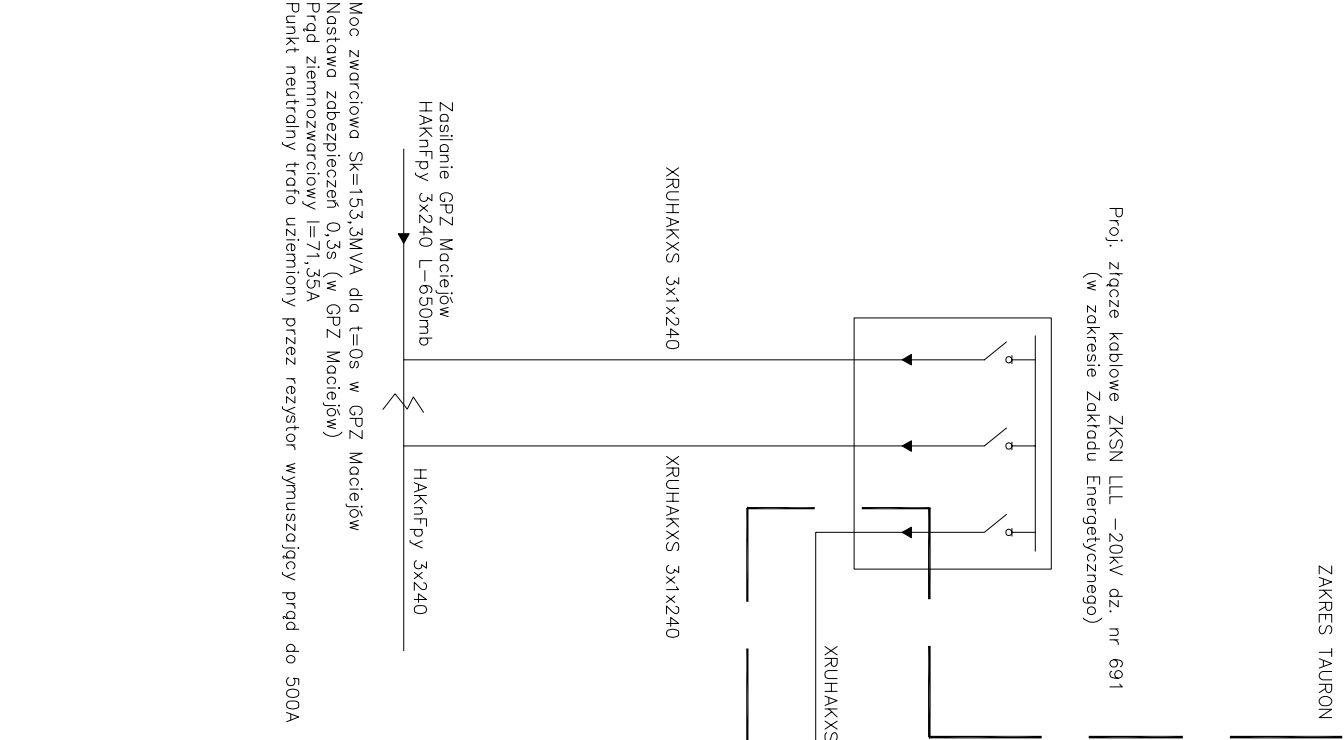 ZAKRES TAURON
Proj. złącze kablowe ZKSN LLL -20kV dz. nr 691
(w zakresie Zakładu Energetycznego)
XRUHAKXS
XRUHAKXS 3x1x240
XRUHAKXS 3x1x240
Zasilanie GPZ Maciejów
HAKnFpy 3x240 L-650mb
HAKnFpy 3x240
Moc zwarciowa Sk=153,3MVA dla t=0s w GPZ Maciejów
Nastawa zabezpieczeń 0,3s (w GPZ Maciejów)
Prąd ziemnozwarciowy I=71,35A
Punkt neutralny trafo uziemiony przez rezystor wymuszający prąd do 500A